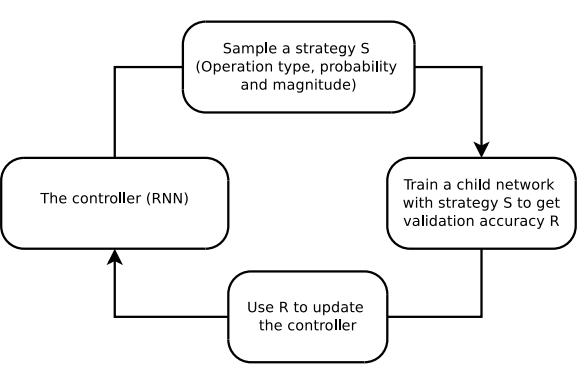 Sample a strategy S
(Operation type, probability
and magnitude)
The controller (RNN)
Train a child network
with strategy S to get
validation accuracy R
Use R to update
the controller